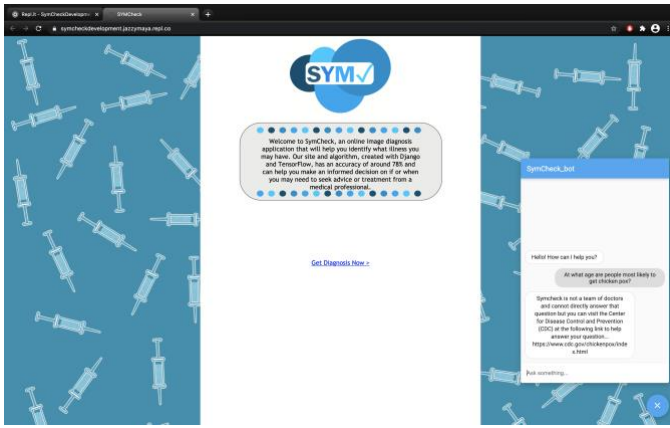 Repl.it - SymCheckDevelopm
SYMCheck
symcheckdevelopment.jazzymaya.repl.co
SYM
Welcome to SymCheck, an online image diagnosis
application that will help you identify what illness you
may have. Our site and algorithm, created with Django
and TensorFlow, has an accuracy of around 78% and
can help you make an informed decision on if or when
you may need to seek advice or treatment from a
medical professional.
Get Diagnosis Now >
SymCheck_bot
Hello! How can I help you?
At what age are people most likely to
get chicken pox?
Symcheck is not a team of doctors
and cannot directly answer that
question but you can visit the Center
for Disease Control and Prevention
(CDC) at the following link to help
answer your question...
https://www.cdc.gov/chickenpox/inde
x.html
Ask something...